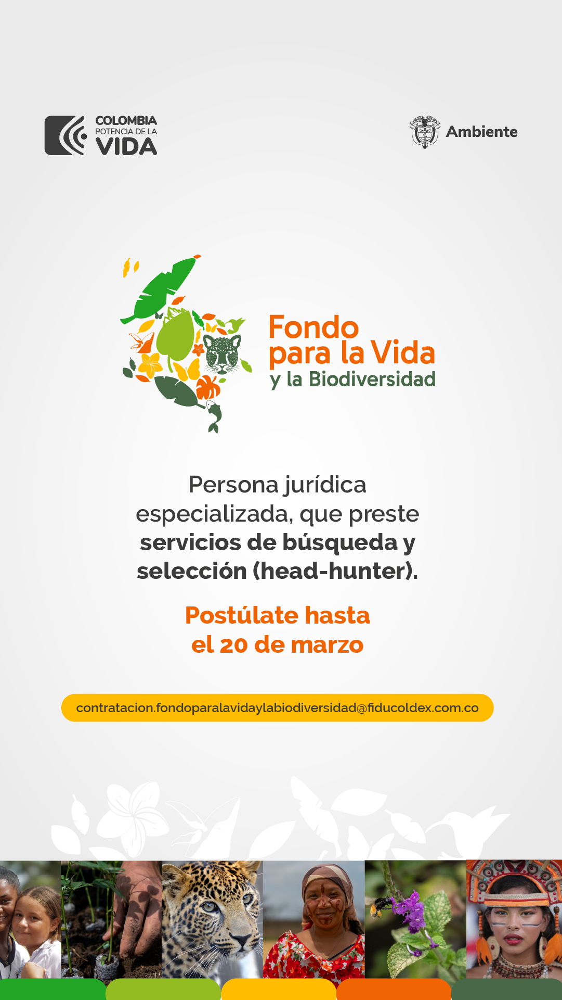 COLOMBIA
POTENCIA DE LA
VIDA
Ambiente
Fondo
para la Vida
y la Biodiversidad
Persona jurídica
especializada, que preste
servicios de búsqueda y
selección (head-hunter).
Postúlate hasta
el 20 de marzo
contratacion.fondoparalavidaylabiodiversidad@fiducoldex.com.co